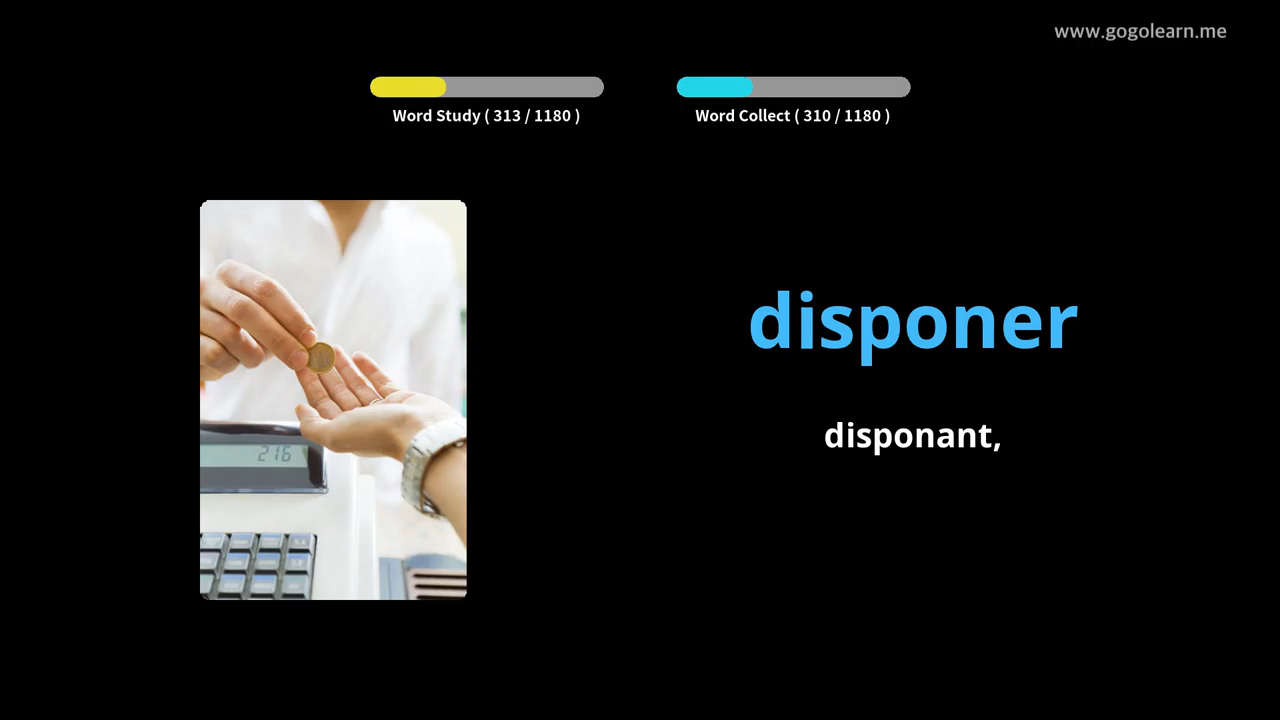 www.gogolearn.me
Word Study ( 313 / 1180 )
Word Collect ( 310 / 1180 )
disponer
disponant,
216